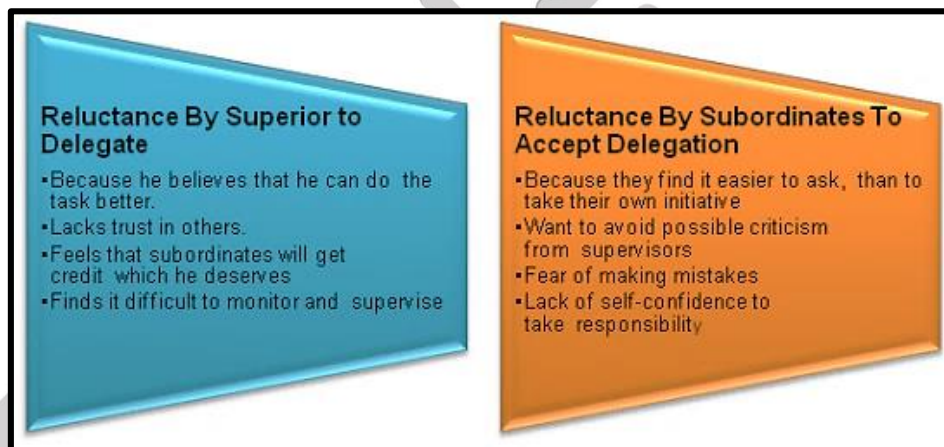 Reluctance By Superior to
Delegate
▪Because he believes that he can do the
task better.
▪Lacks trust in others.
▪Feels that subordinates will get
credit which he deserves
▪Finds it difficult to monitor and supervise
Reluctance By Subordinates To
Accept Delegation
▪Because they find it easier to ask, than to
take their own initiative
▪Want to avoid possible criticism
from supervisors
▪Fear of making mistakes
▪Lack of self-confidence to
take responsibility